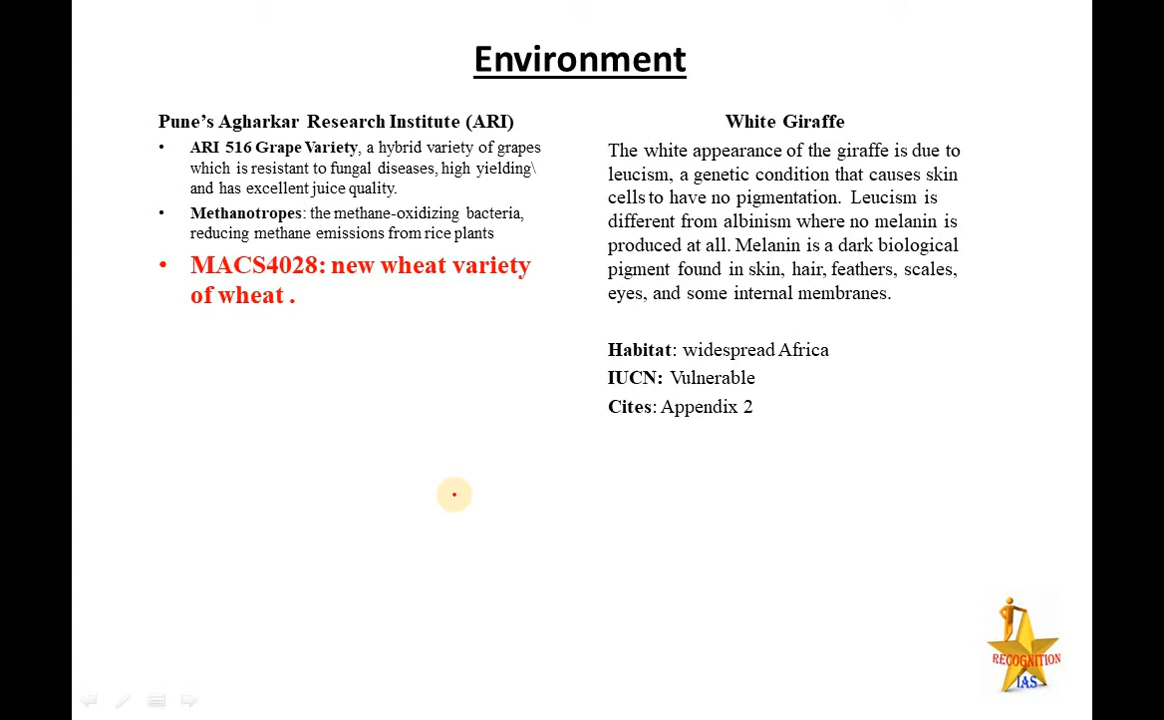 Environment
Pune's Agharkar Research Institute (ARI)
• ARI 516 Grape Variety, a hybrid variety of grapes
which is resistant to fungal diseases, high yielding\
and has excellent juice quality.
• Methanotropes: the methane-oxidizing bacteria,
reducing methane emissions from rice plants
• MACS4028: new wheat variety
of wheat .
White Giraffe
The white appearance of the giraffe is due to
leucism, a genetic condition that causes skin
cells to have no pigmentation. Leucism is
different from albinism where no melanin is
produced at all. Melanin is a dark biological
pigment found in skin, hair, feathers, scales,
eyes, and some internal membranes.
Habitat: widespread Africa
IUCN: Vulnerable
Cites: Appendix 2
RECOGNITION
IAS